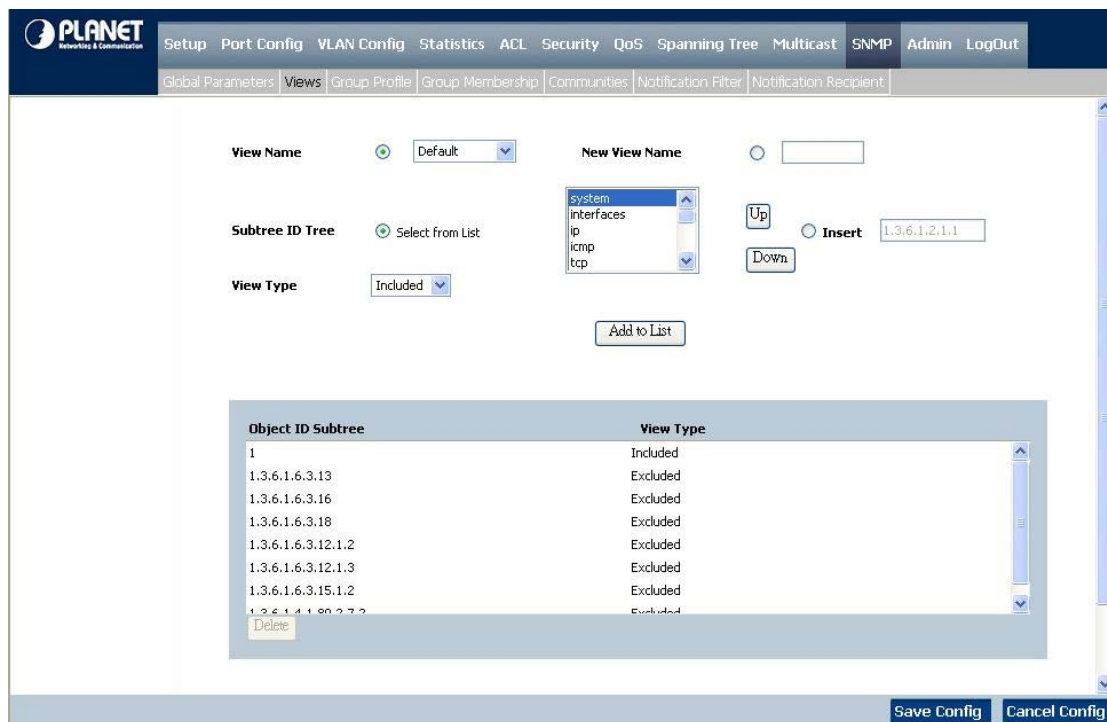 PLANET
Networking & Communication
Setup Port Config VLAN Config Statistics ACL Security QoS Spanning Tree Multicast SNMP Admin LogOut
Global Parameters Views Group Profile Group Membership Communities Notification Filter Notification Recipient
View Name Default New View Name
system
interfaces
ip
icmp
tcp
Subtree ID Tree Select from List Up Down Insert 1.3.6.1.2.1.1
View Type Included
Add to List
Object ID Subtree View Type
1 Included
1.3.6.1.6.3.13 Excluded
1.3.6.1.6.3.16 Excluded
1.3.6.1.6.3.18 Excluded
1.3.6.1.6.3.12.1.2 Excluded
1.3.6.1.6.3.12.1.3 Excluded
1.3.6.1.6.3.15.1.2 Excluded
Excluded
Delete
Save Config Cancel Config